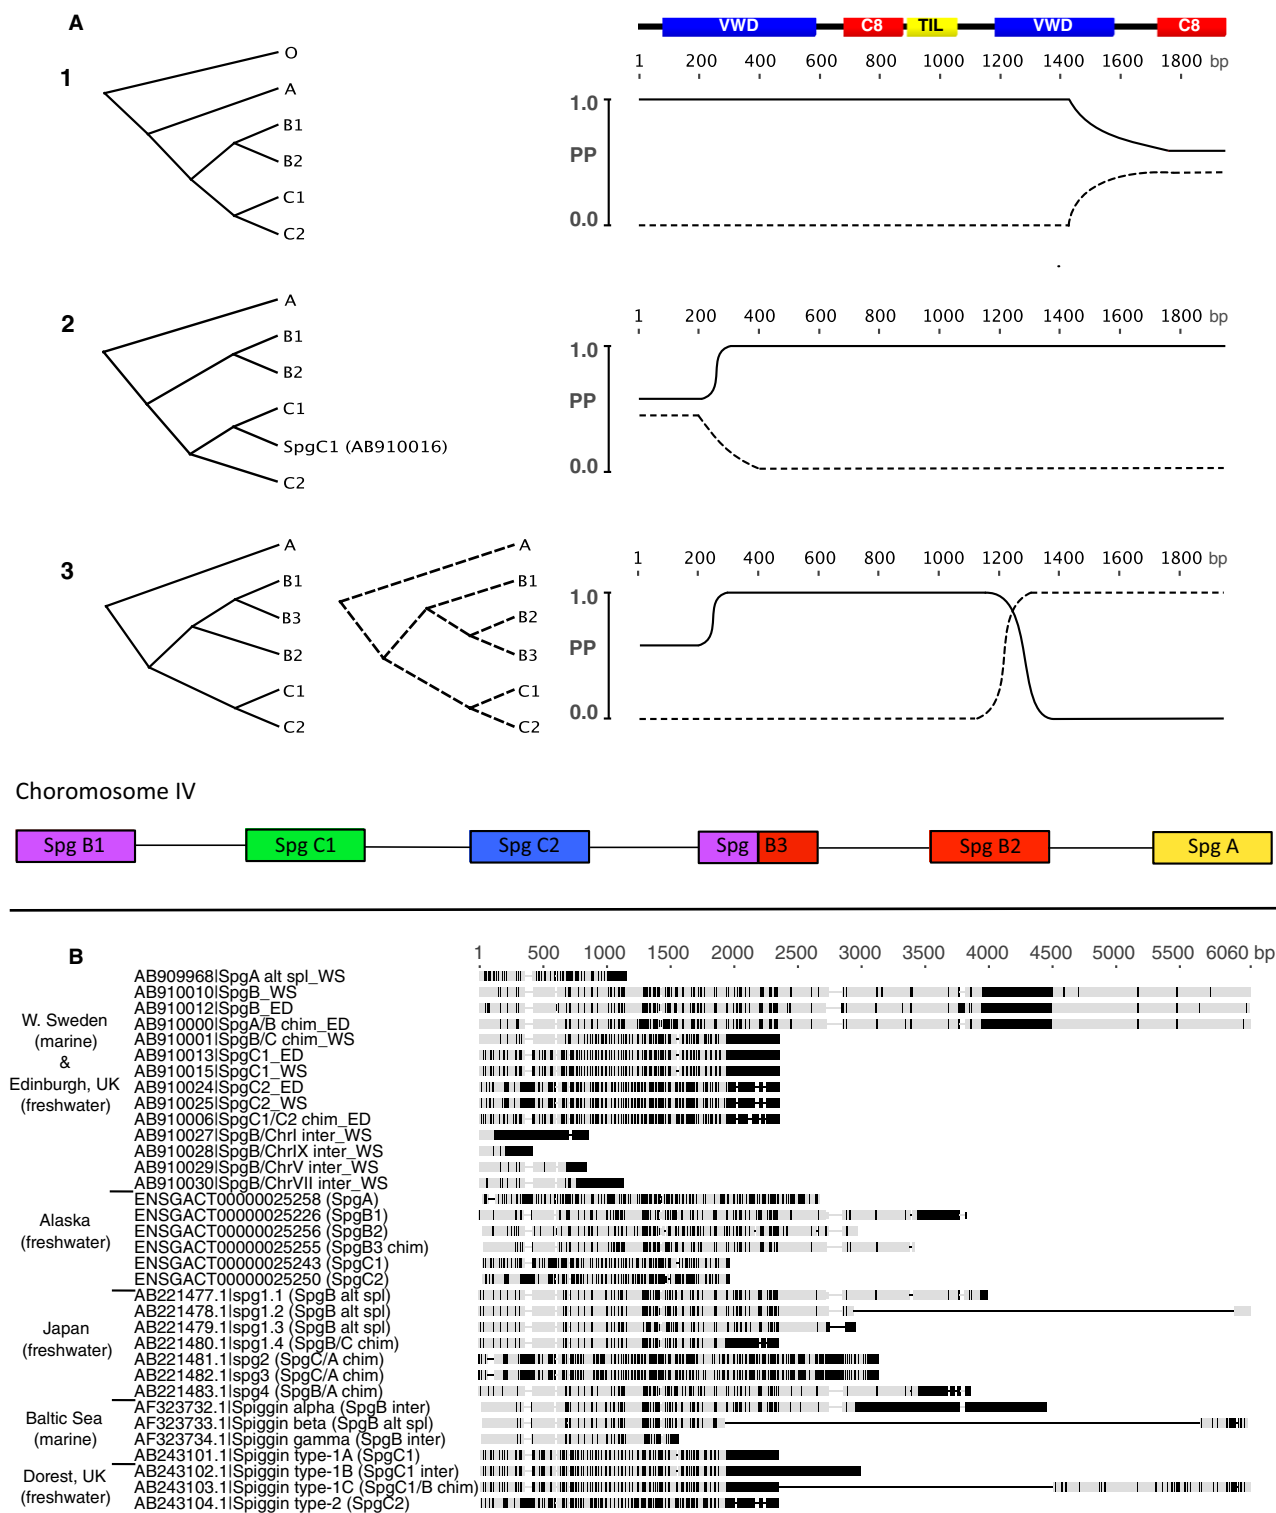 A
VWD C8 TIL VWD C8
1 200 400 600 800 1000 1200 1400 1600 1800 bp
1
O
A
B1
B2
C1
C2
1.0
PP
0.0
2
A
B1
B2
C1
SpgC1 (AB910016)
C2
1 200 400 600 800 1000 1200 1400 1600 1800 bp
1.0
PP
0.0
3
A
B1
B3
B2
C1
C2
A
B1
B2
B3
C1
C2
1 200 400 600 800 1000 1200 1400 1600 1800 bp
1.0
PP
0.0
Choromosome IV
Spg B1 Spg C1 Spg C2 Spg B3 Spg B2 Spg A
B
1 500 1000 1500 2000 2500 3000 3500 4000 4500 5000 5500 6060 bp
W. Sweden
(marine)
&
Edinburgh, UK
(freshwater)
AB909968|SpgA alt spl_WS
AB910010|SpgB_WS
AB910012|SpgB_ED
AB910000|SpgA/B chim_ED
AB910001|SpgB/C chim_WS
AB910013|SpgC1_ED
AB910015|SpgC1_WS
AB910024|SpgC2_ED
AB910025|SpgC2_WS
AB910006|SpgC1/C2 chim_ED
AB910027|SpgB/ChrI inter_WS
AB910028|SpgB/ChrIX inter_WS
AB910029|SpgB/ChrV inter_WS
AB910030|SpgB/ChrVII inter_WS
Alaska
(freshwater)
ENSGACT00000025258 (SpgA)
ENSGACT00000025226 (SpgB1)
ENSGACT00000025256 (SpgB2)
ENSGACT00000025255 (SpgB3 chim)
ENSGACT00000025243 (SpgC1)
ENSGACT00000025250 (SpgC2)
Japan
(freshwater)
AB221477.1|spg1.1 (SpgB alt spl)
AB221478.1|spg1.2 (SpgB alt spl)
AB221479.1|spg1.3 (SpgB alt spl)
AB221480.1|spg1.4 (SpgB/C chim)
AB221481.1|spg2 (SpgC/A chim)
AB221482.1|spg3 (SpgC/A chim)
AB221483.1|spg4 (SpgB/A chim)
Baltic Sea
(marine)
AF323732.1|Spiggin alpha (SpgB inter)
AF323733.1|Spiggin beta (SpgB alt spl)
AF323734.1|Spiggin gamma (SpgB inter)
Dorest, UK
(freshwater)
AB243101.1|Spiggin type-1A (SpgC1)
AB243102.1|Spiggin type-1B (SpgC1 inter)
AB243103.1|Spiggin type-1C (SpgC1/B chim)
AB243104.1|Spiggin type-2 (SpgC2)